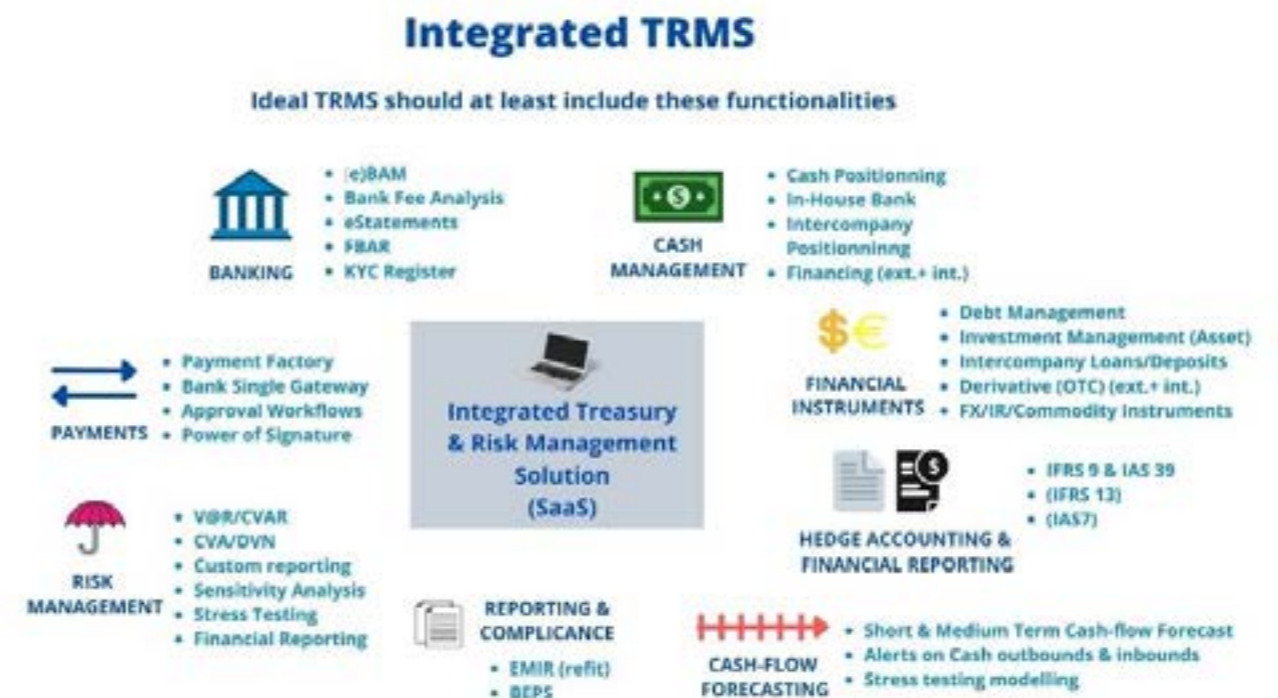 Integrated TRMS
Ideal TRMS should at least include these functionalities
BANKING
• (e)BAM
• Bank Fee Analysis
• eStatements
• FBAR
• KYC Register
CASH
MANAGEMENT
• Cash Positionning
• In-House Bank
• Intercompany
Positionninng
• Financing (ext.+ int.)
PAYMENTS
• Payment Factory
• Bank Single Gateway
• Approval Workflows
• Power of Signature
Integrated Treasury
& Risk Management
Solution
(SaaS)
$€
FINANCIAL
INSTRUMENTS
• Debt Management
• Investment Management (Asset)
• Intercompany Loans/Deposits
• Derivative (OTC) (ext.+ int.)
• FX/IR/Commodity Instruments
HEDGE ACCOUNTING &
FINANCIAL REPORTING
• IFRS 9 & IAS 39
• (IFRS 13)
• (IAS7)
RISK
MANAGEMENT
• V@R/CVAR
• CVA/DVN
• Custom reporting
• Sensitivity Analysis
• Stress Testing
• Financial Reporting
REPORTING &
COMPLICANCE
• EMIR (refit)
• BEPS
CASH-FLOW
FORECASTING
• Short & Medium Term Cash-flow Forecast
• Alerts on Cash outbounds & inbounds
• Stress testing modelling